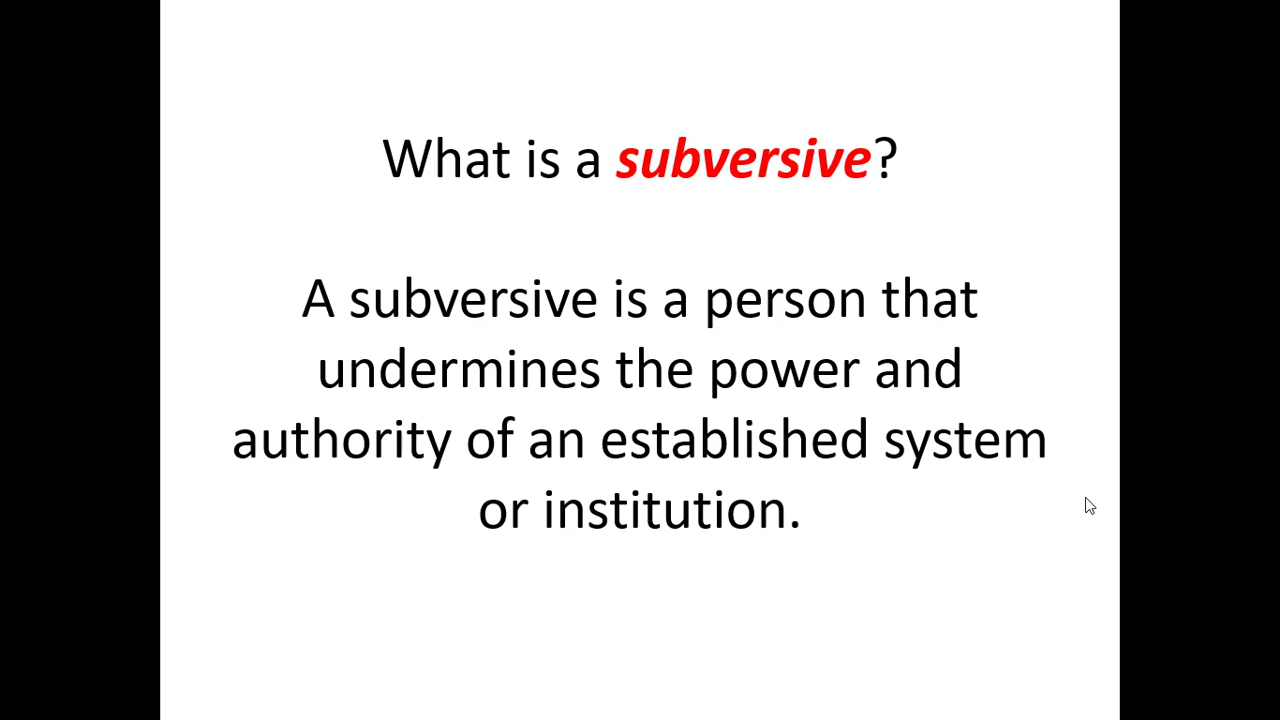 What is a subversive?
A subversive is a person that
undermines the power and
authority of an established system
or institution.